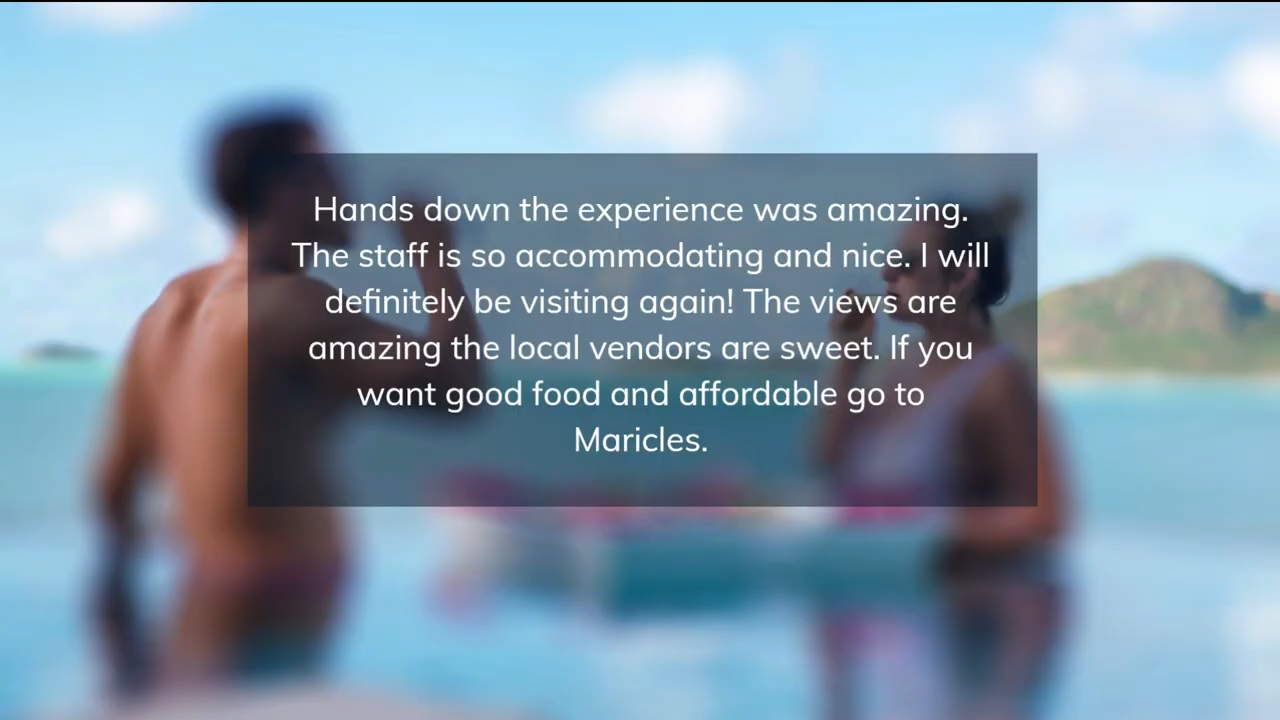 Hands down the experience was amazing.
The staff is so accommodating and nice. I will
definitely be visiting again! The views are
amazing the local vendors are sweet. If you
want good food and affordable go to
Maricles.